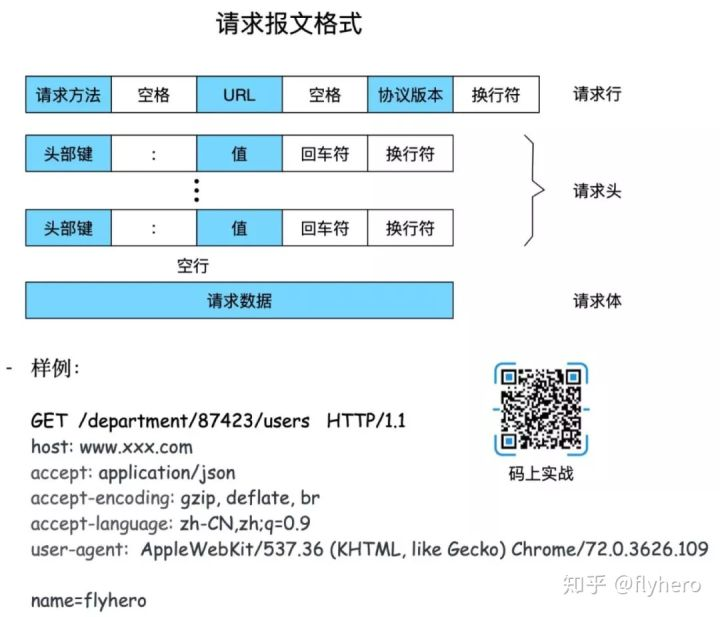 请求报文格式
请求方法 空格 URL 空格 协议版本 换行符 请求行
头部键 : 值 回车符 换行符
请求头
头部键 : 值 回车符 换行符
空行
请求数据 请求体
- 样例:
GET /department/87423/users HTTP/1.1
host: www.xxx.com
accept: application/json
accept-encoding: gzip, deflate, br
accept-language: zh-CN,zh;q=0.9
user-agent: AppleWebKit/537.36 (KHTML, like Gecko) Chrome/72.0.3626.109
name=flyhero
码上实战
知乎 @flyhero